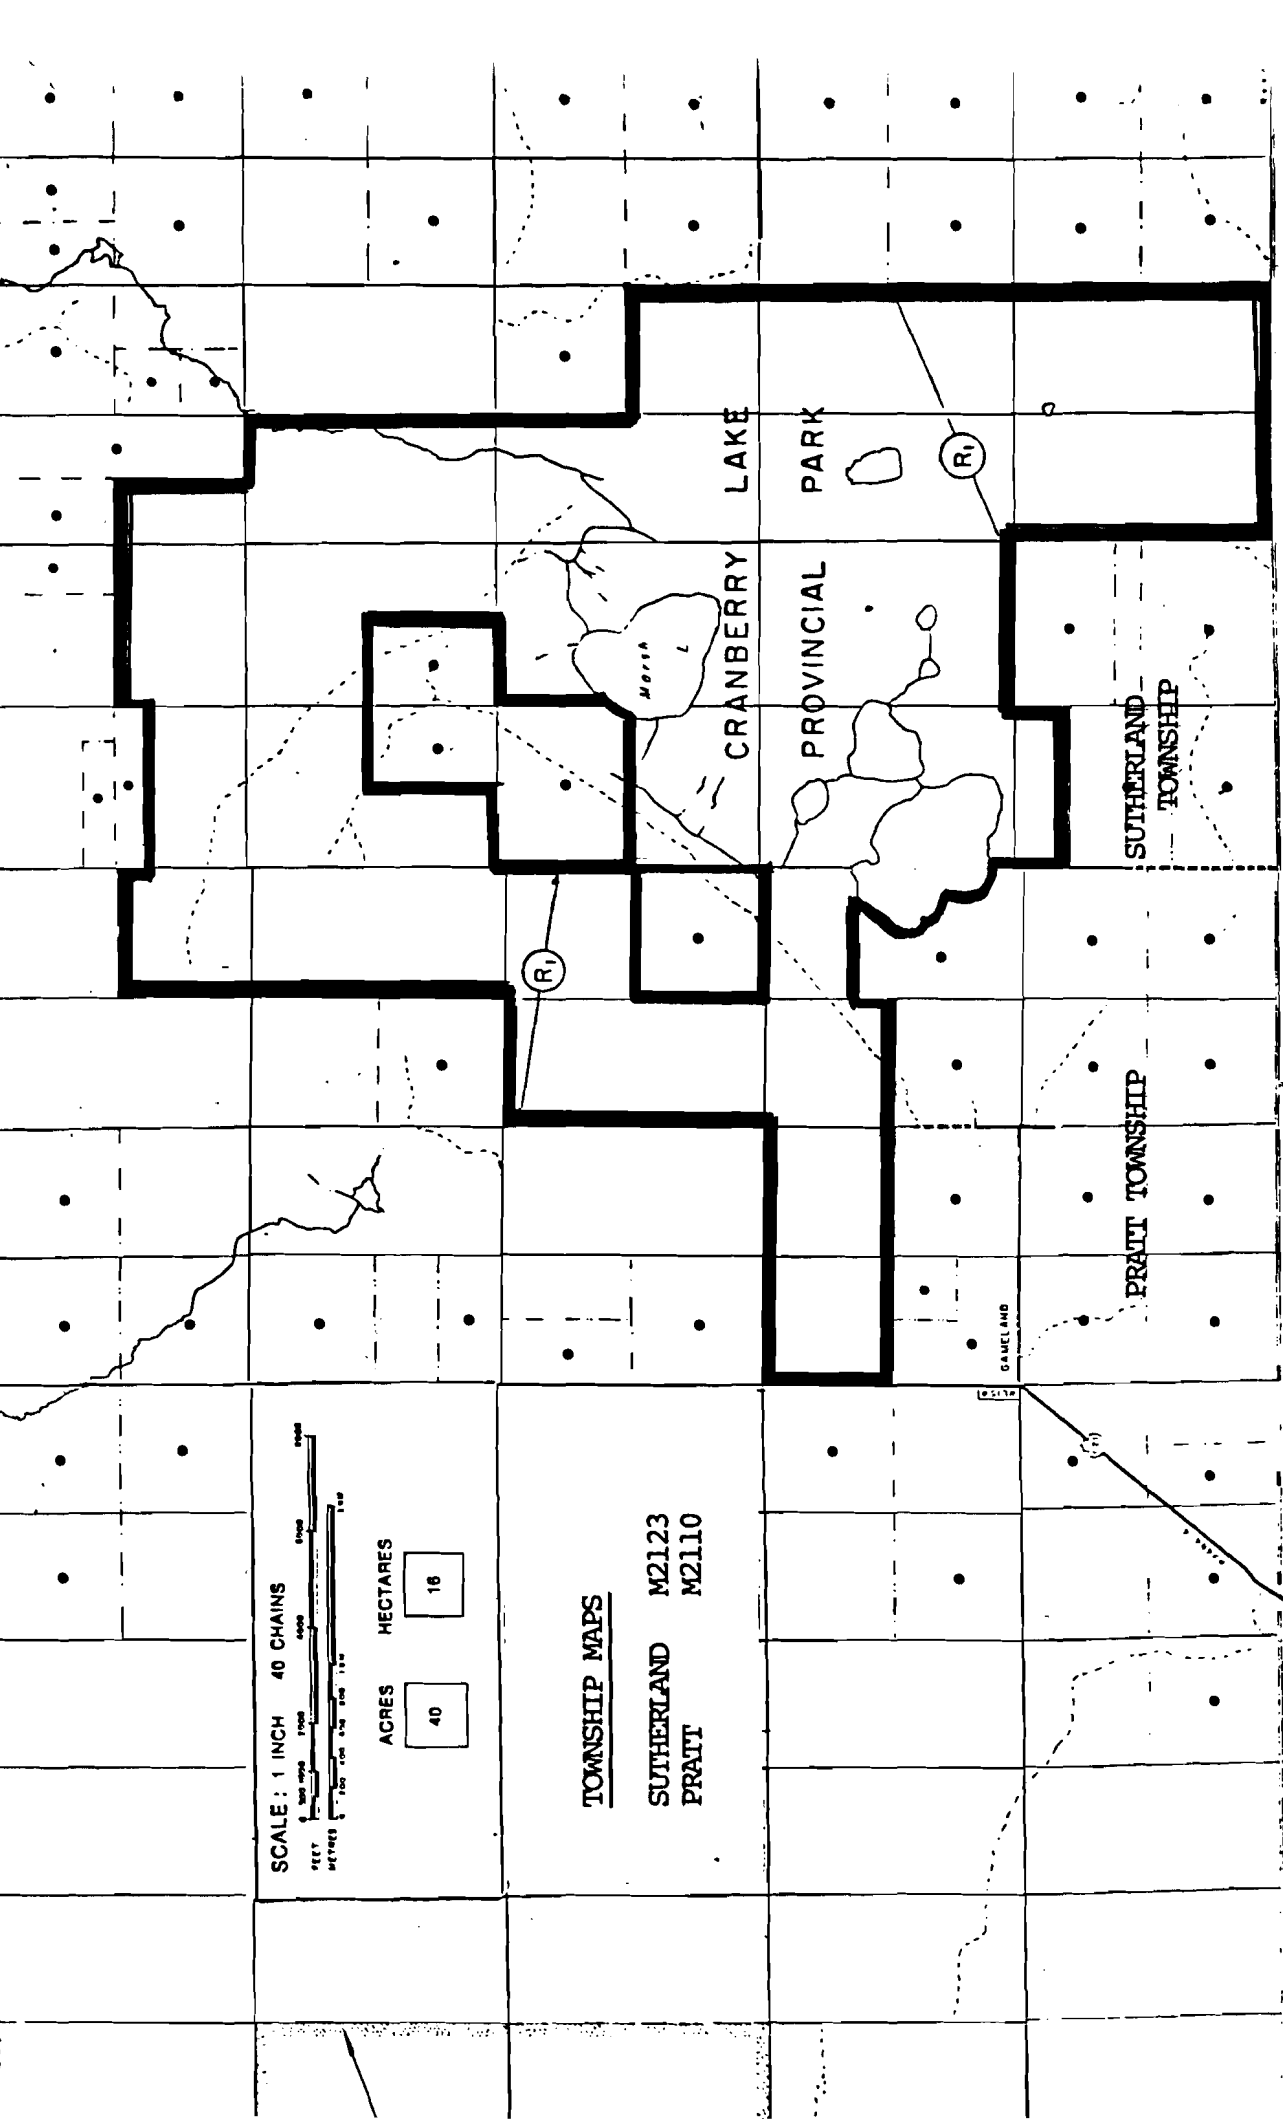 CRANBERRY LAKE
PROVINCIAL PARK
R1
Marsh
L
SUTHERLAND
TOWNSHIP
R1
PRATT TOWNSHIP
GAMELAND
SCALE : 1 INCH 40 CHAINS
FEET
METRES
ACRES HECTARES
40 16
TOWNSHIP MAPS
SUTHERLAND M2123
PRATT M2110